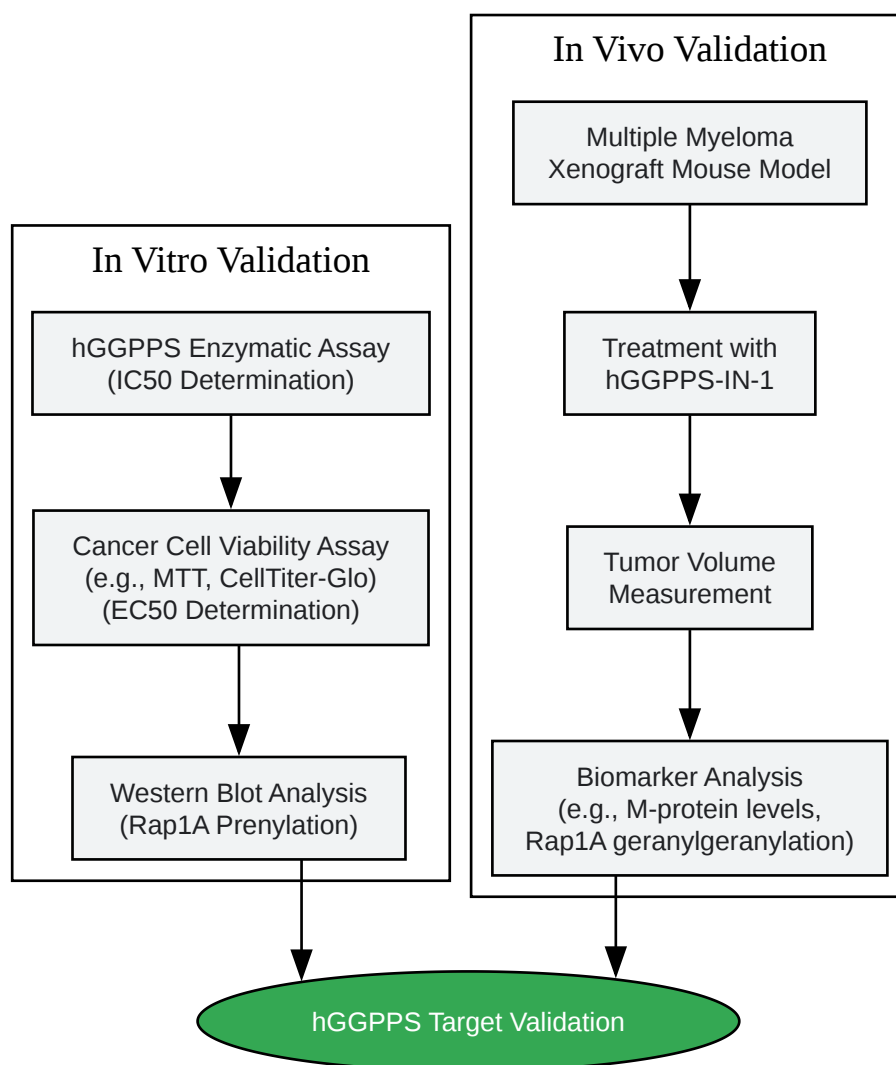 In Vitro Validation
hGGPPS Enzymatic Assay
(IC50 Determination)
Cancer Cell Viability Assay
(e.g., MTT, CellTiter-Glo)
(EC50 Determination)
Western Blot Analysis
(Rap1A Prenylation)
In Vivo Validation
Multiple Myeloma
Xenograft Mouse Model
Treatment with
hGGPPS-IN-1
Tumor Volume
Measurement
Biomarker Analysis
(e.g., M-protein levels,
Rap1A geranylgeranylation)
hGGPPS Target Validation